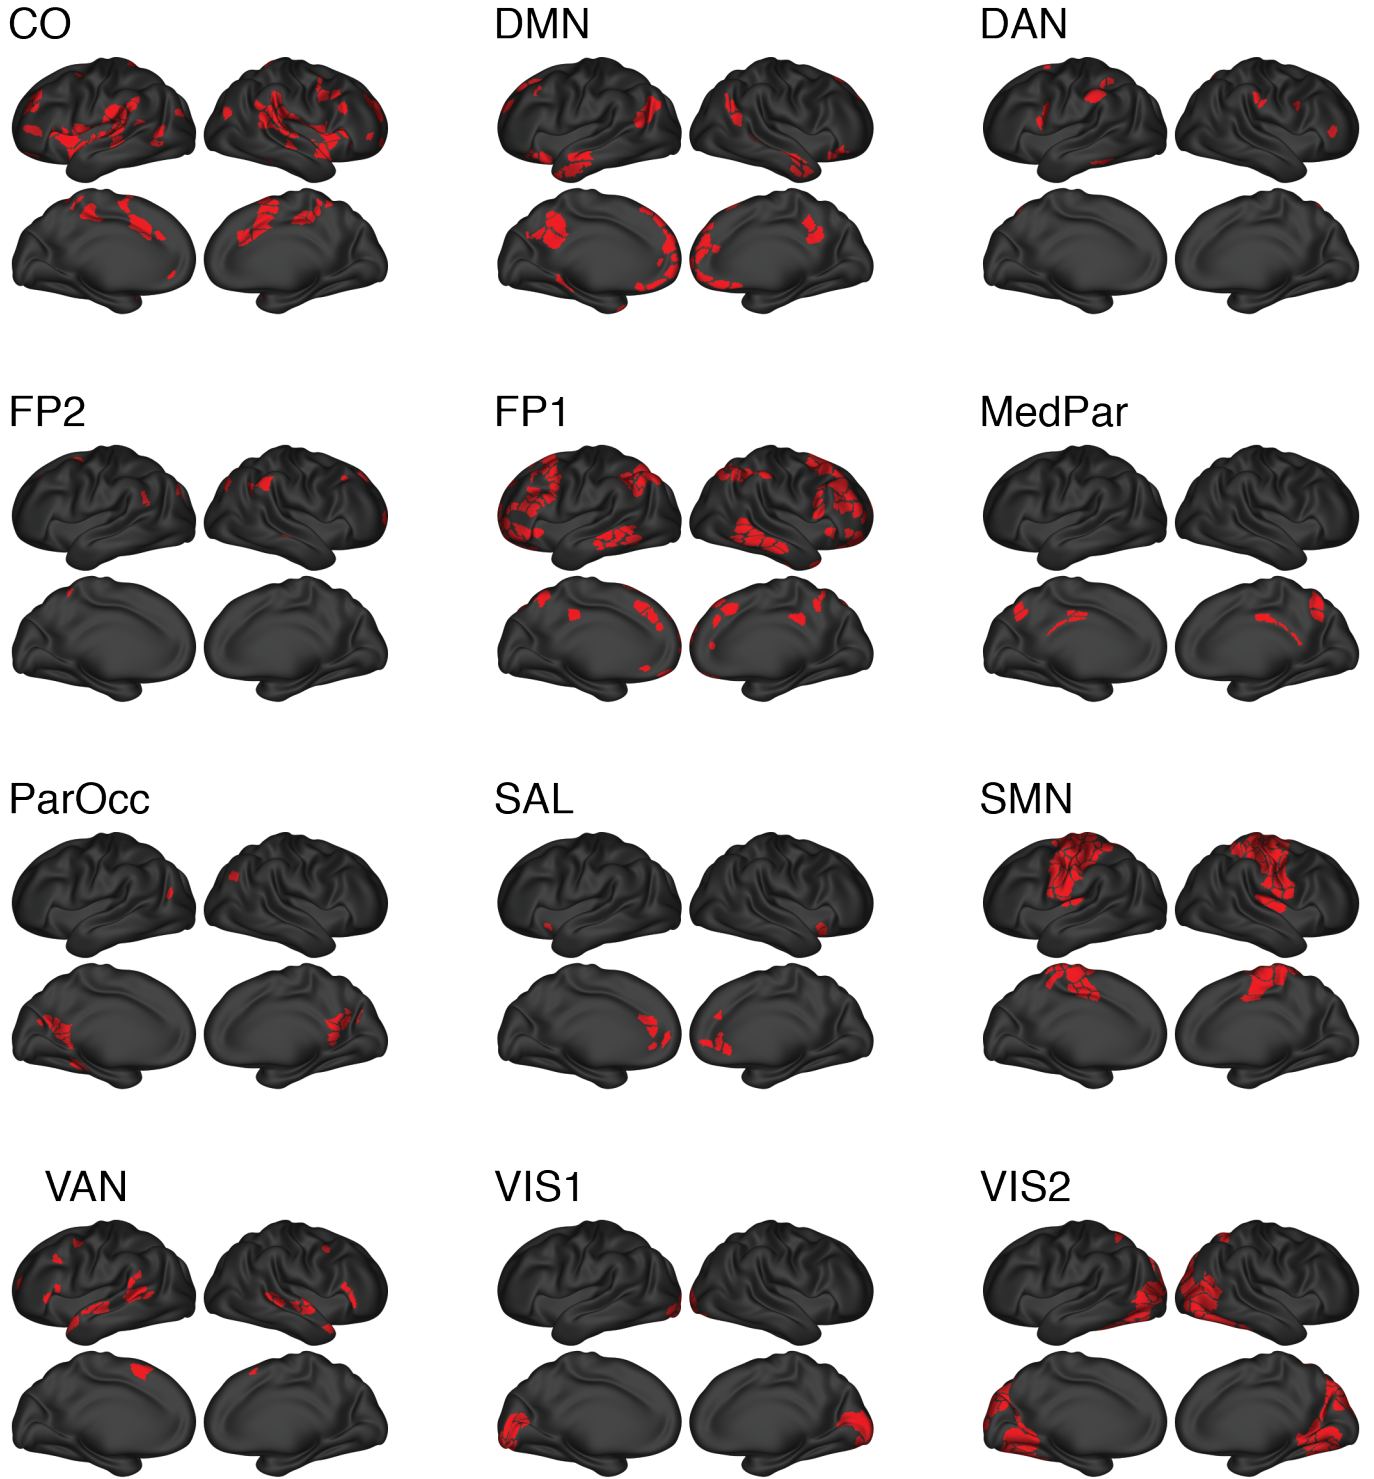 CO
DMN
DAN
FP2
FP1
MedPar
ParOcc
SAL
SMN
VAN
VIS1
VIS2